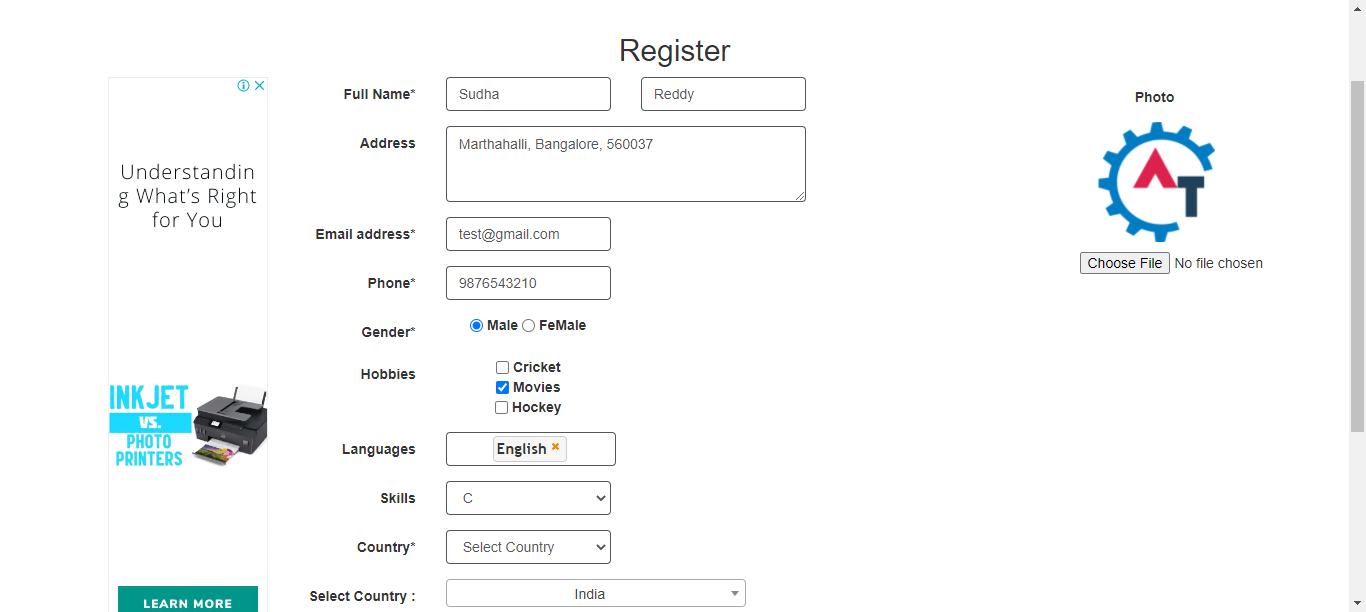 Register
Full Name*
Sudha
Reddy
Address
Marthahalli, Bangalore, 560037
Email address*
test@gmail.com
Phone*
9876543210
Gender*
Male
FeMale
Hobbies
Cricket
Movies
Hockey
Languages
English
Skills
C
Country*
Select Country
Select Country :
India
Photo
AT
Choose File
No file chosen
Understandin
g What's Right
for You
INKJET
VS.
PHOTO
PRINTERS
LEARN MORE